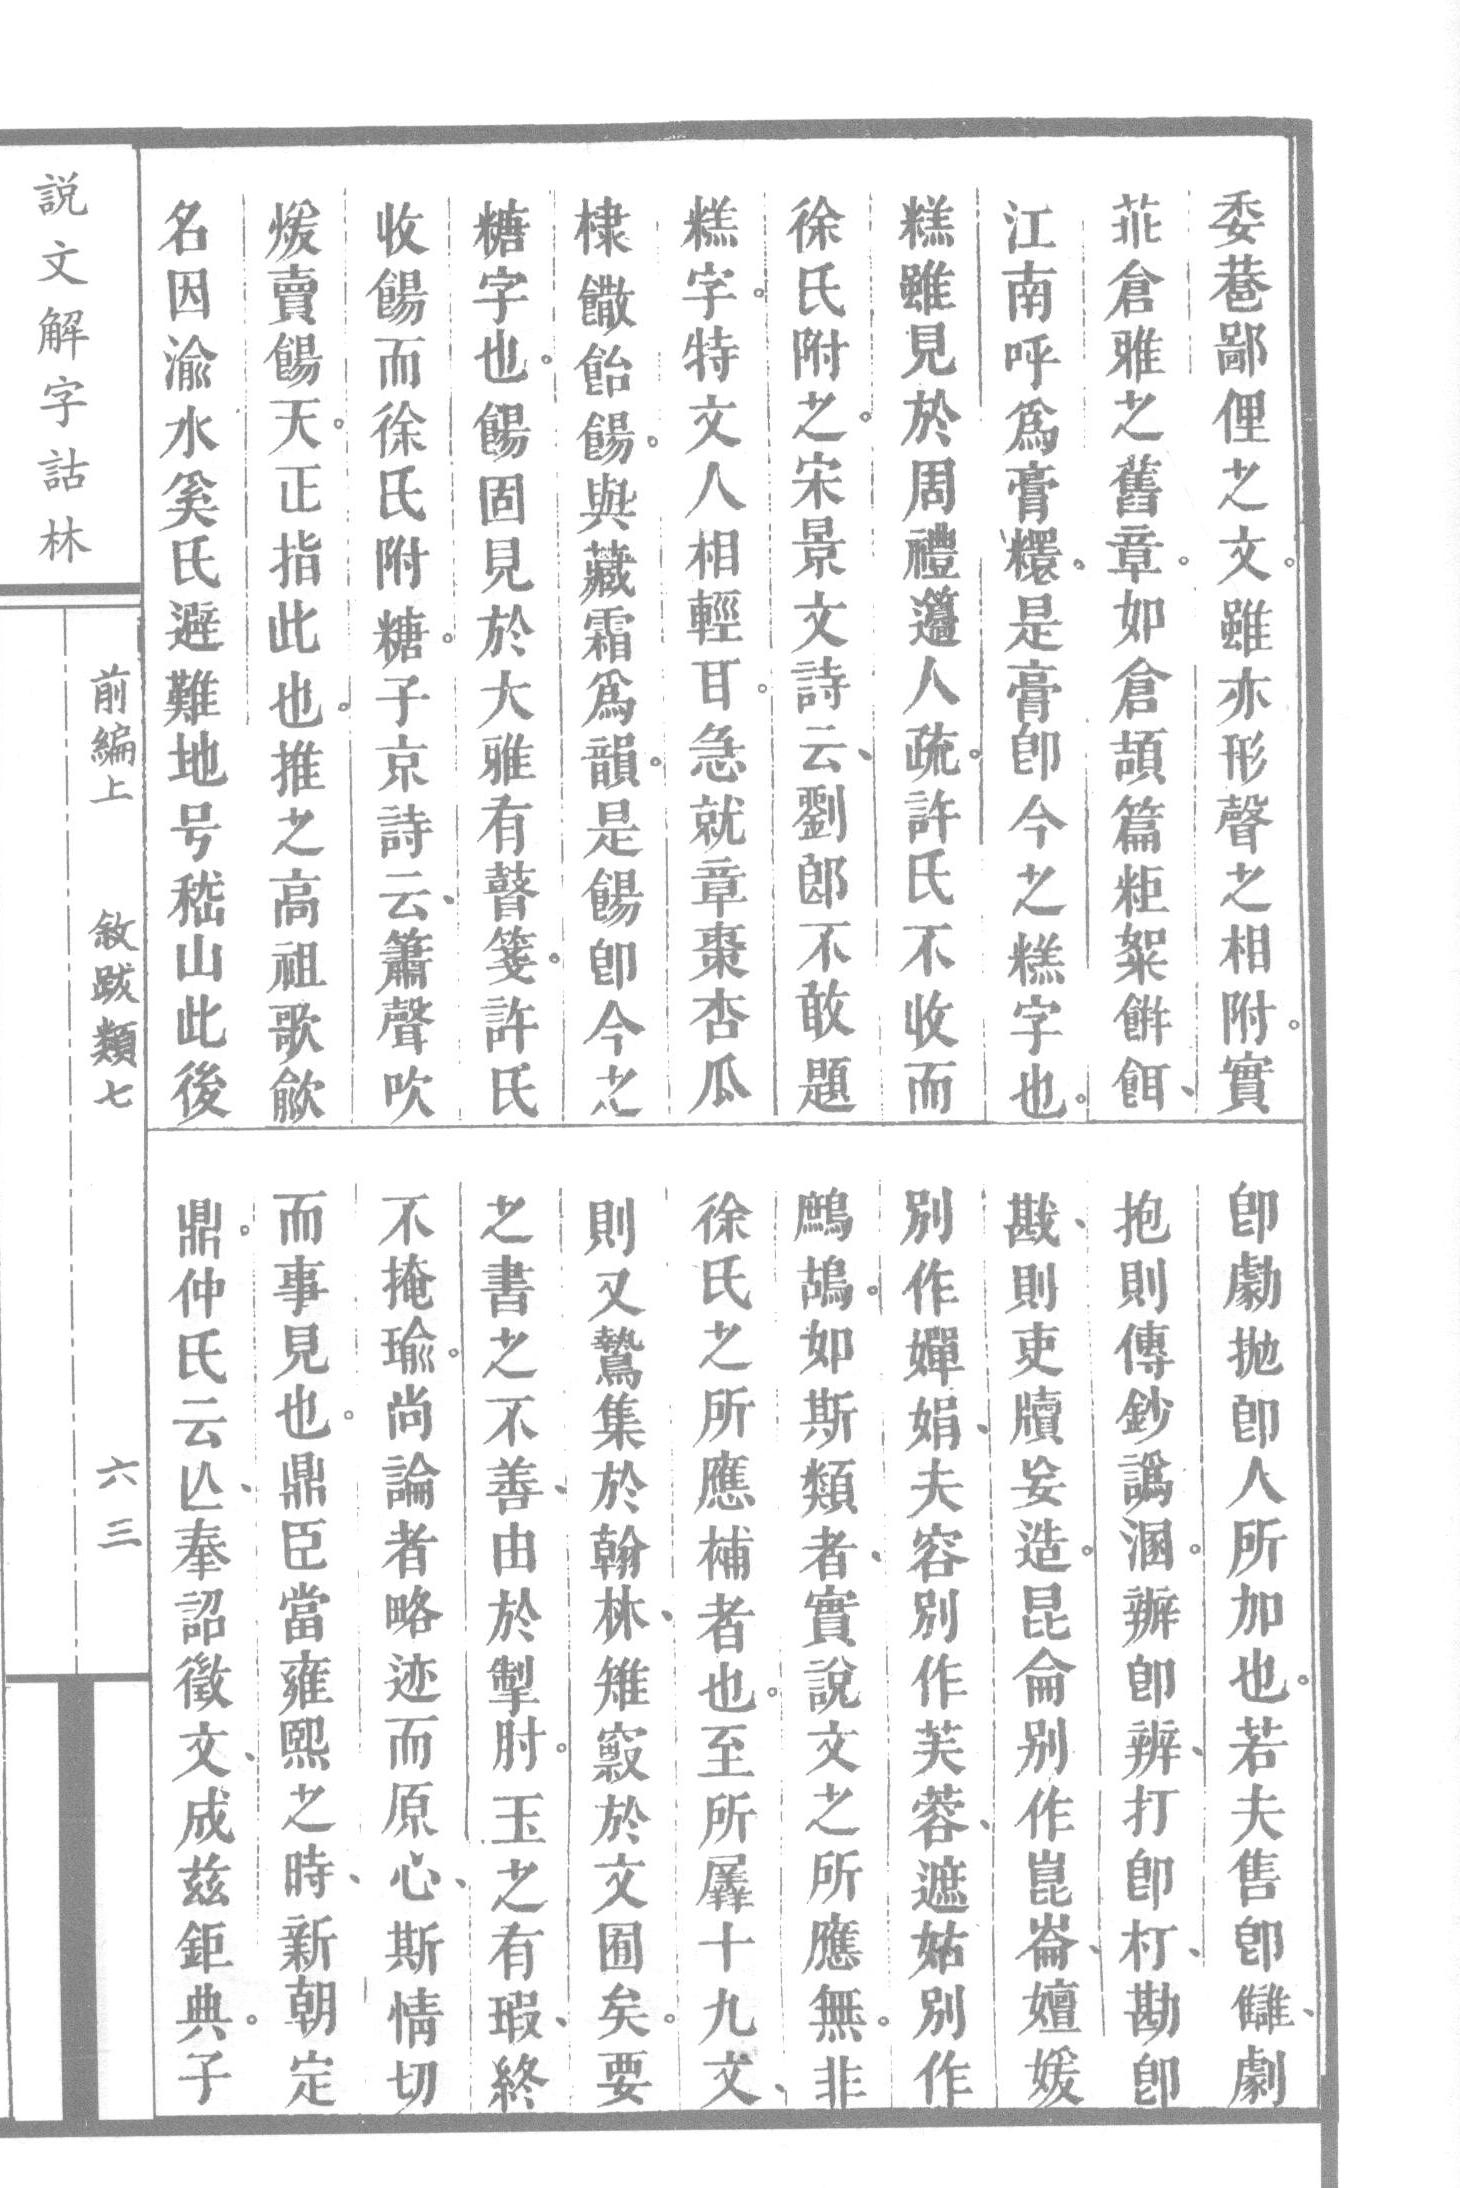 委巷鄙俚之文。雖亦形聲之相附。實
非倉雅之舊章。如倉頡篇粔絮餅餌、
江南呼爲膏糫。是膏卽今之糕字也。
糕雖見於周禮籩人疏。許氏不收而
徐氏附之。宋景文詩云、劉郎不敢題
糕字。特文人相輕耳。急就章棗杏瓜
棣饊飴餳。與藏霜爲韻。是餳卽今之
糖字也。餳固見於大雅有瞽箋。許氏
收餳而徐氏附糖。子京詩云、簫聲吹
煖賣餳天。正指此也。推之高祖歌歈
名因渝水奚氏避難地号嵇山此後
卽勮抛卽人所加也。若夫售卽讎、劇
抱則傳鈔譌溷。辦卽辨、打卽朾、勘卽
戡、則吏牘妄造。昆侖別作崑崙、嬗媛
別作嬋娟、夫容別作芙蓉、遮姑別作
鷓鴣。如斯類者、實說文之所應無。非
徐氏之所應補者也。至所羼十九文、
則又鷙集於翰林、雉竄於文囿矣。要
之書之不善、由於掣肘。玉之有瑕、終
不掩瑜。尚論者略迹而原心、斯情切
而事見也。鼎臣當雍熙之時、新朝定
鼎。仲氏云亾、奉詔徵文、成茲鉅典。子
說文解字詁林
前編上 敘跋類七
六三